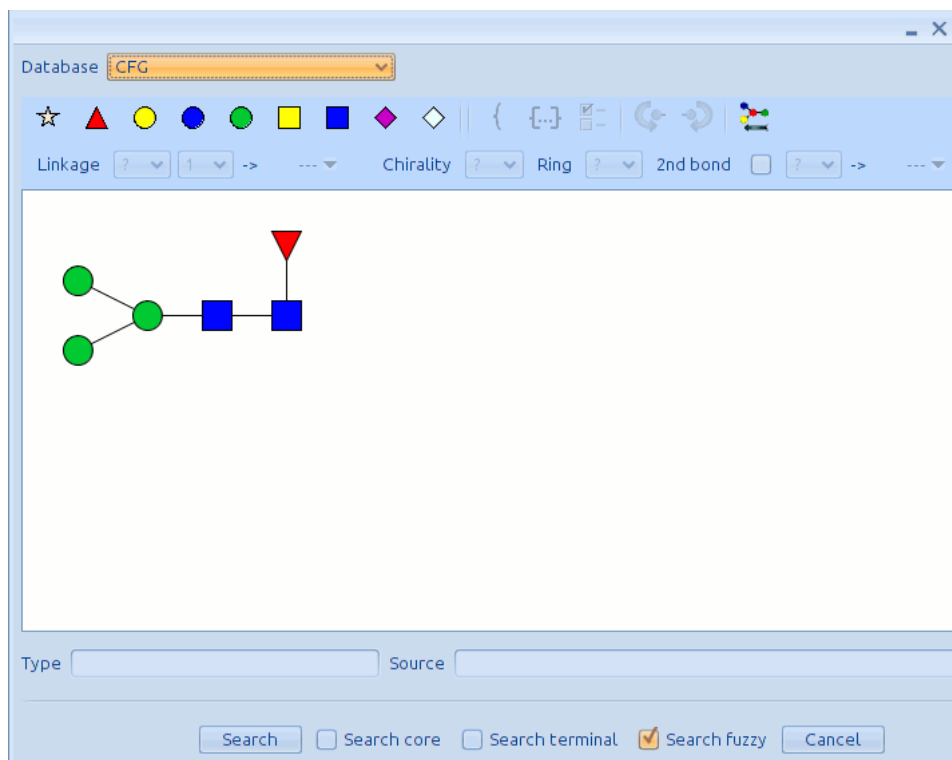 Database CFG
Linkage ? 1 -> --- Chirality ? Ring ? 2nd bond ? -> ---
Type Source
Search Search core Search terminal Search fuzzy Cancel